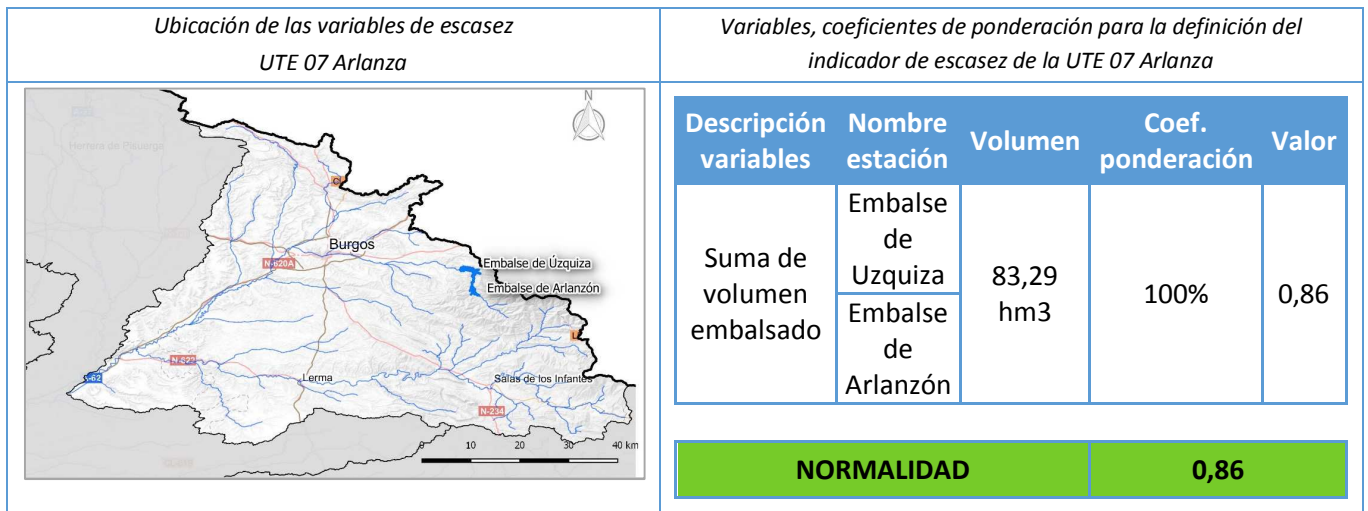 Ubicación de las variables de escasez
UTE 07 Arlanza
Variables, coeficientes de ponderación para la definición del
indicador de escasez de la UTE 07 Arlanza
N
Herrera de Pisuerga
Burgos
N-620A
Embalse de Úzquiza
Embalse de Arlanzón
N-622
Lerma
Salas de los Infantes
N-234
0 10 20 30 40 km
Descripción variables
Nombre estación
Volumen
Coef. ponderación
Valor
Suma de
volumen
embalsado
Embalse
de
Uzquiza
Embalse
de
Arlanzón
83,29
hm3
100%
0,86
NORMALIDAD 0,86